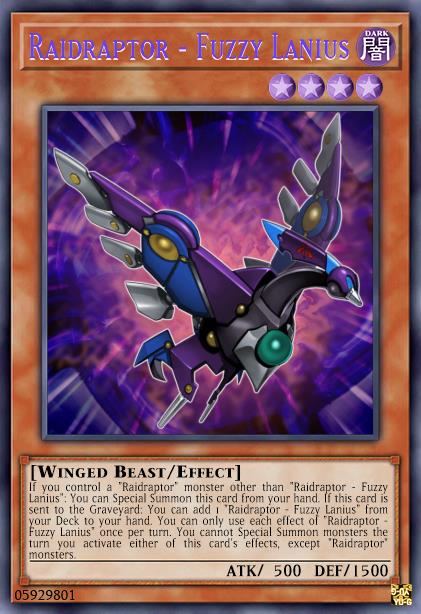 Raidraptor - Fuzzy Lanius
DARK
闇
[Winged Beast/Effect]
If you control a "Raidraptor" monster other than "Raidraptor - Fuzzy
Lanius": You can Special Summon this card from your hand. If this card is
sent to the Graveyard: You can add 1 "Raidraptor - Fuzzy Lanius" from
your Deck to your hand. You can only use each effect of "Raidraptor -
Fuzzy Lanius" once per turn. You cannot Special Summon monsters the
turn you activate either of this card's effects, except "Raidraptor"
monsters.
ATK/ 500 DEF/1500
05929801